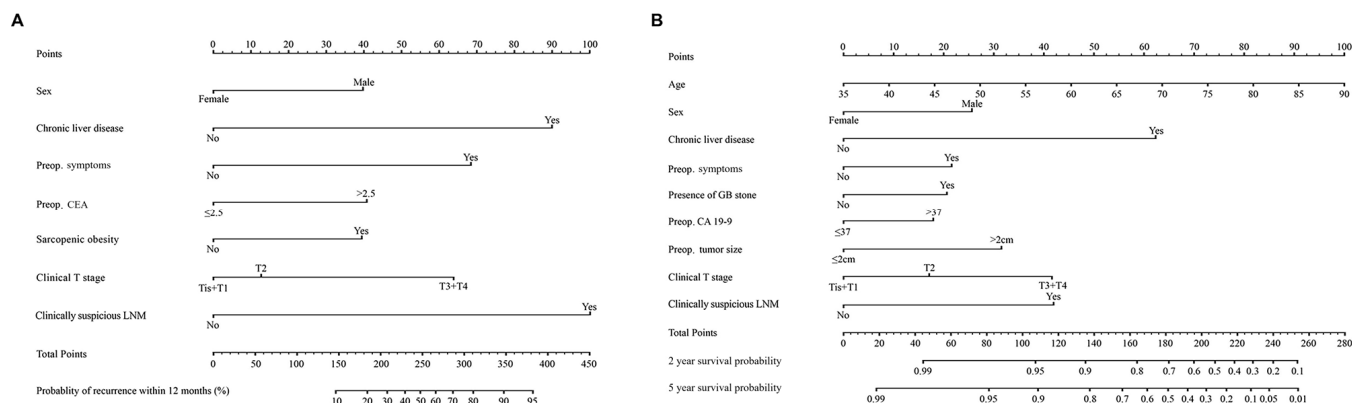 A
Points
0 10 20 30 40 50 60 70 80 90 100
Sex
Male
Female
Chronic liver disease
Yes
No
Preop. symptoms
Yes
No
Preop. CEA
>2.5
≤2.5
Sarcopenic obesity
Yes
No
Clinical T stage
T2
Tis+T1 T3+T4
Clinically suspicious LNM
Yes
No
Total Points
0 50 100 150 200 250 300 350 400 450
Probablity of recurrence within 12 months (%)
10 20 30 40 50 60 70 80 90 95
B
Points
0 10 20 30 40 50 60 70 80 90 100
Age
35 40 45 50 55 60 65 70 75 80 85 90
Sex
Male
Female
Chronic liver disease
Yes
No
Preop. symptoms
Yes
No
Presence of GB stone
Yes
No
Preop. CA 19-9
>37
≤37
Preop. tumor size
>2cm
≤2cm
Clinical T stage
T2
Tis+T1 T3+T4
Clinically suspicious LNM
Yes
No
Total Points
0 20 40 60 80 100 120 140 160 180 200 220 240 260 280
2 year survival probability
0.99 0.95 0.9 0.8 0.7 0.6 0.5 0.4 0.3 0.2 0.1
5 year survival probability
0.99 0.95 0.9 0.8 0.7 0.6 0.5 0.4 0.3 0.2 0.1 0.05 0.01